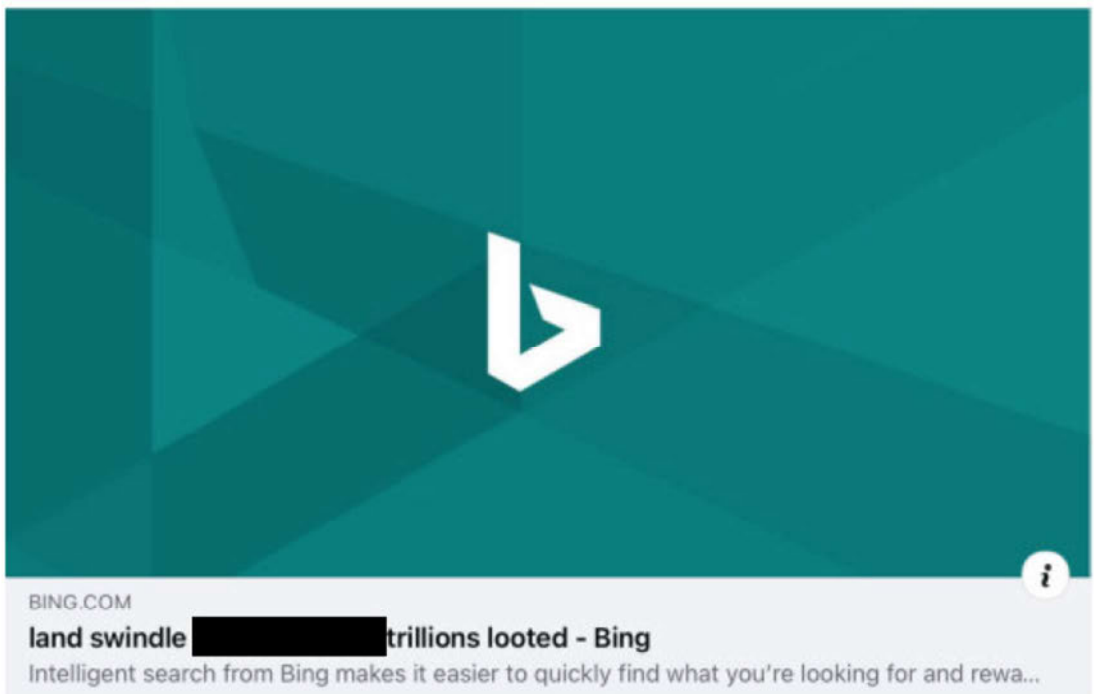 BING.COM
land swindle trillions looted - Bing
Intelligent search from Bing makes it easier to quickly find what you're looking for and rewa...